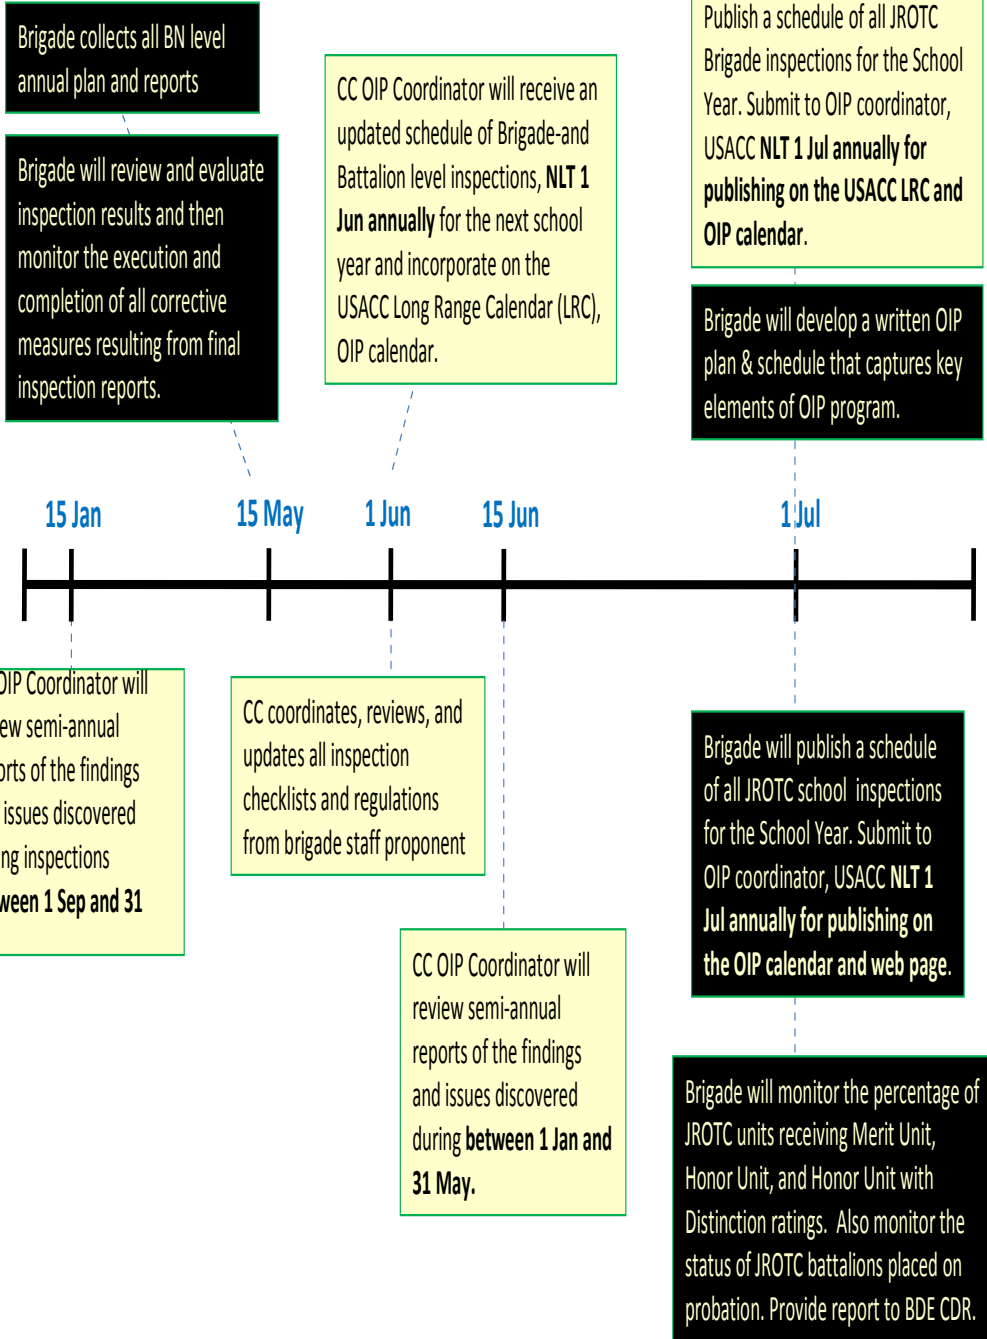 Brigade collects all BN level
annual plan and reports
Brigade will review and evaluate
inspection results and then
monitor the execution and
completion of all corrective
measures resulting from final
inspection reports.
CC OIP Coordinator will receive an
updated schedule of Brigade-and
Battalion level inspections, NLT 1
Jun annually for the next school
year and incorporate on the
USACC Long Range Calendar (LRC),
OIP calendar.
Publish a schedule of all JROTC
Brigade inspections for the School
Year. Submit to OIP coordinator,
USACC NLT 1 Jul annually for
publishing on the USACC LRC and
OIP calendar.
Brigade will develop a written OIP
plan & schedule that captures key
elements of OIP program.
15 Jan
15 May
1 Jun
15 Jun
1 Jul
OIP Coordinator will
ew semi-annual
orts of the findings
issues discovered
ng inspections
ween 1 Sep and 31
CC coordinates, reviews, and
updates all inspection
checklists and regulations
from brigade staff proponent
CC OIP Coordinator will
review semi-annual
reports of the findings
and issues discovered
during between 1 Jan and
31 May.
Brigade will publish a schedule
of all JROTC school inspections
for the School Year. Submit to
OIP coordinator, USACC NLT 1
Jul annually for publishing on
the OIP calendar and web page.
Brigade will monitor the percentage of
JROTC units receiving Merit Unit,
Honor Unit, and Honor Unit with
Distinction ratings. Also monitor the
status of JROTC battalions placed on
probation. Provide report to BDE CDR.